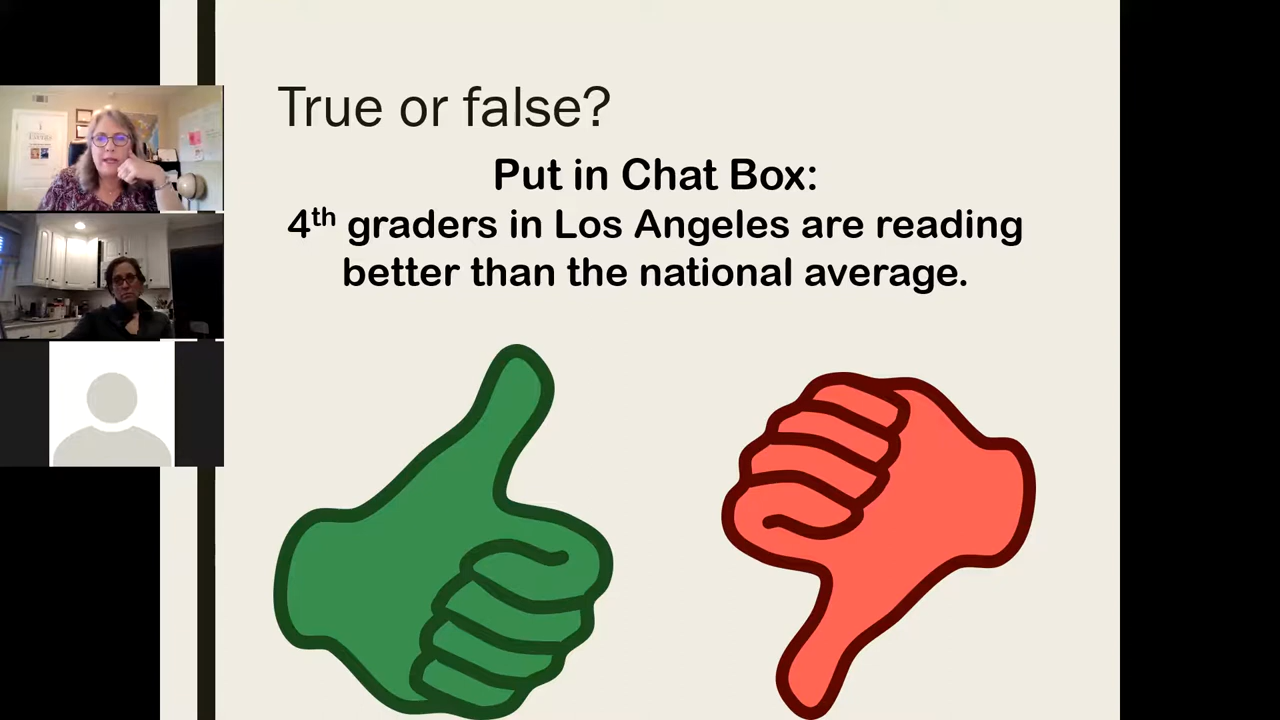 True or false?
Put in Chat Box:
4th graders in Los Angeles are reading
better than the national average.